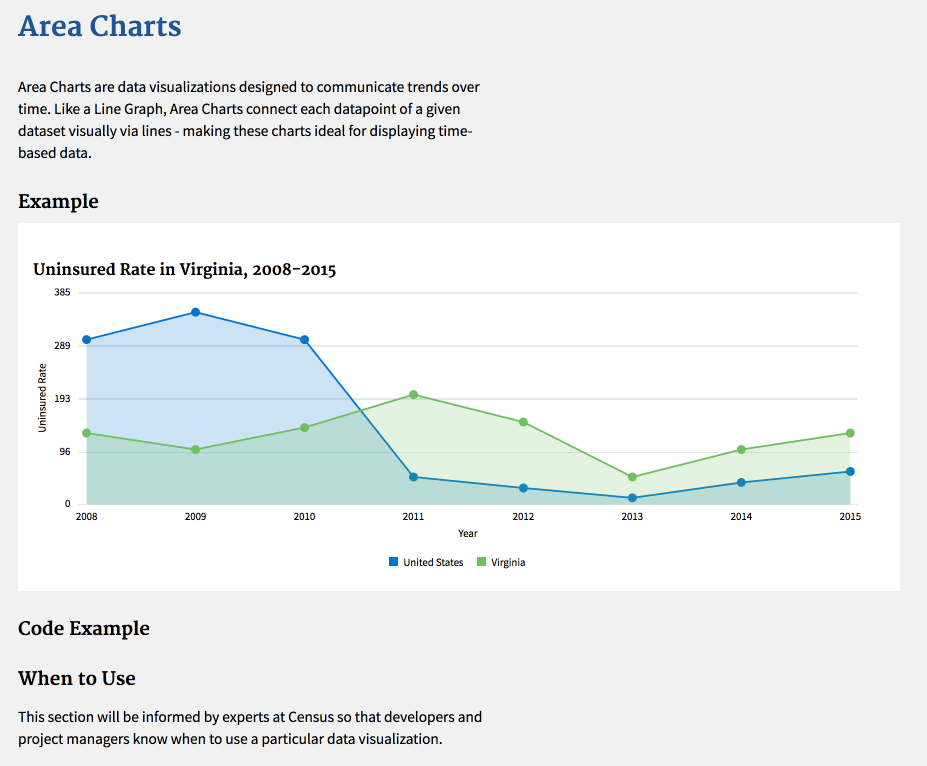 Area Charts
Area Charts are data visualizations designed to communicate trends over
time. Like a Line Graph, Area Charts connect each datapoint of a given
dataset visually via lines - making these charts ideal for displaying time-
based data.
Example
Uninsured Rate in Virginia, 2008-2015
385
289
193
96
0
Uninsured Rate
2008 2009 2010 2011 2012 2013 2014 2015
Year
United States Virginia
Code Example
When to Use
This section will be informed by experts at Census so that developers and
project managers know when to use a particular data visualization.